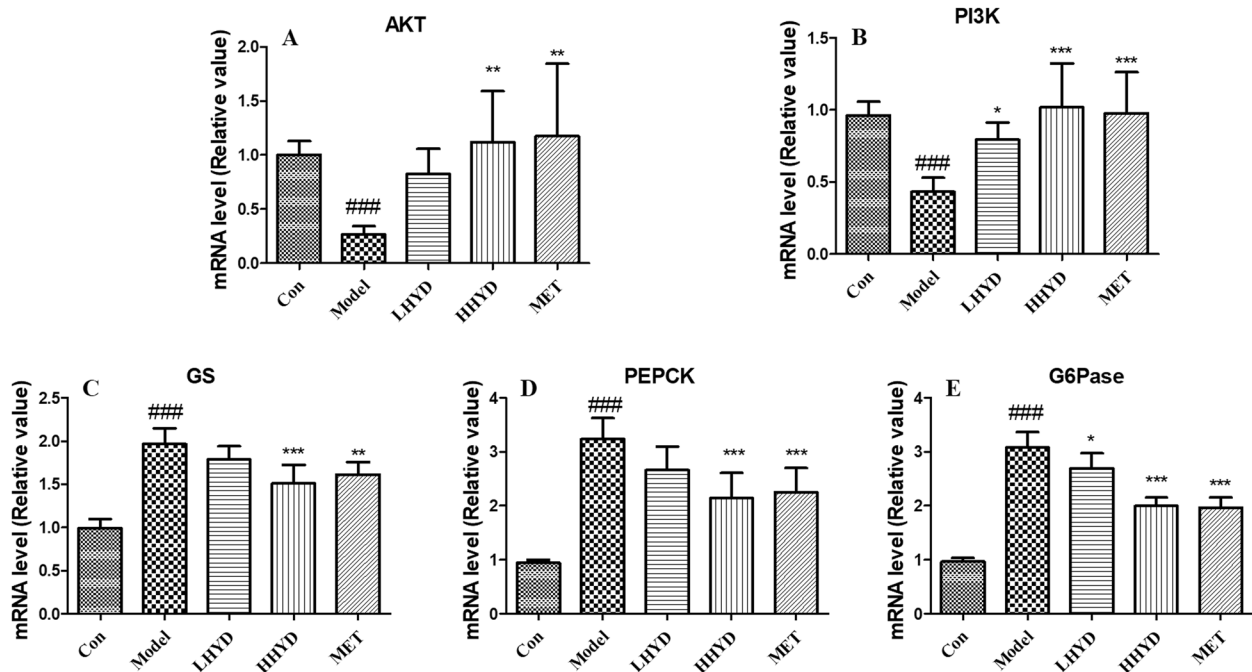 A
AKT
mRNA level (Relative value)
2.0
1.5
1.0
0.5
0.0
###
**
**
Con
Model
LHYD
HHYD
MET
B
PI3K
mRNA level (Relative value)
1.5
1.0
0.5
0.0
###
*
***
***
Con
Model
LHYD
HHYD
MET
C
GS
mRNA level (Relative value)
2.5
2.0
1.5
1.0
0.5
0.0
###
***
**
Con
Model
LHYD
HHYD
MET
D
PEPCK
mRNA level (Relative value)
4
3
2
1
0
###
***
***
Con
Model
LHYD
HHYD
MET
E
G6Pase
mRNA level (Relative value)
4
3
2
1
0
###
*
***
***
Con
Model
LHYD
HHYD
MET